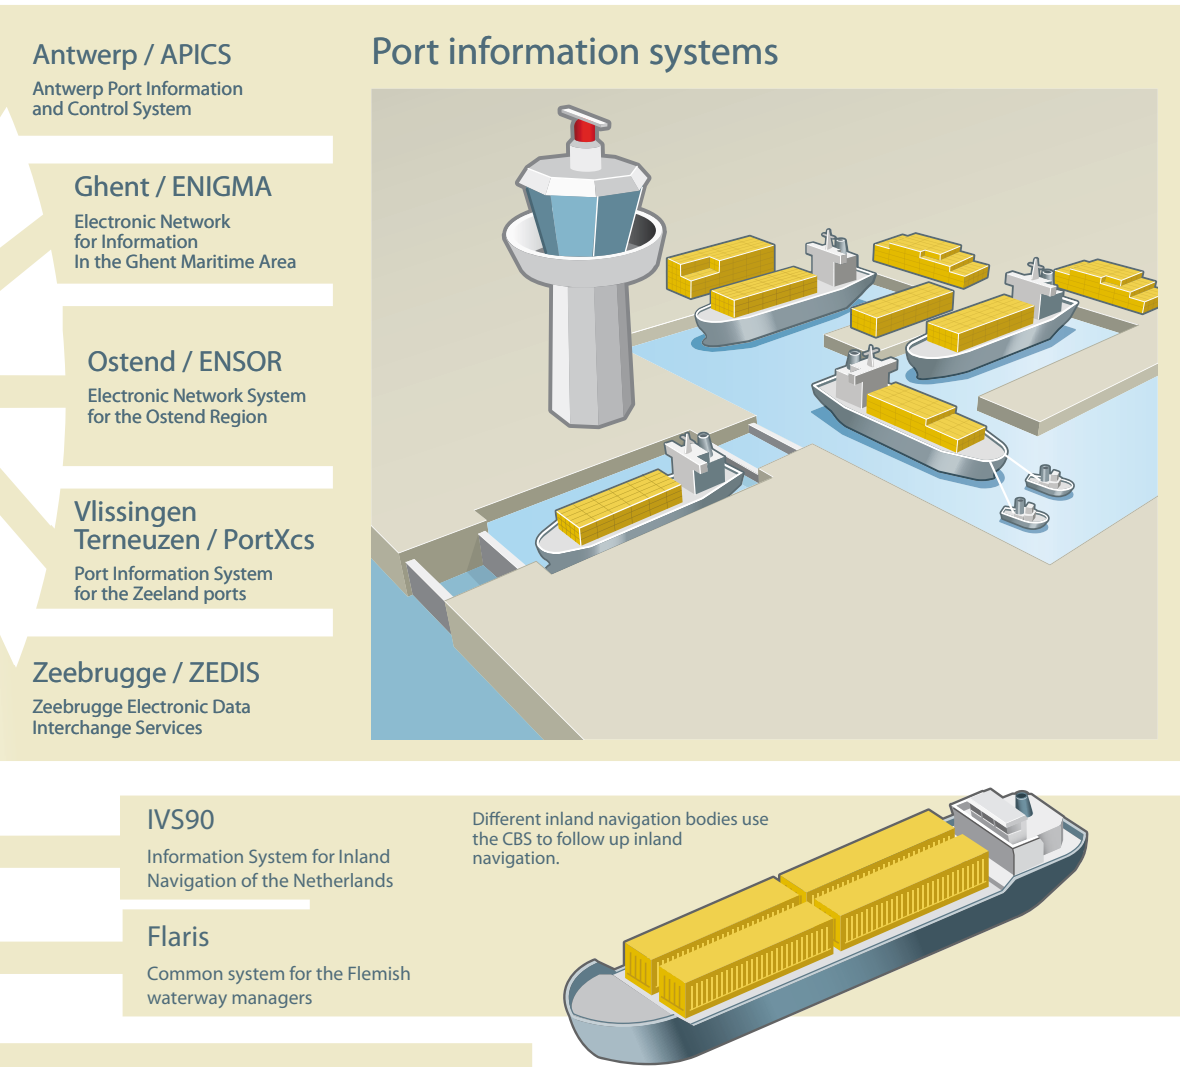 Port information systems
Antwerp / APICS
Antwerp Port Information
and Control System
Ghent / ENIGMA
Electronic Network
for Information
In the Ghent Maritime Area
Ostend / ENSOR
Electronic Network System
for the Ostend Region
Vlissingen
Terneuzen / PortXcs
Port Information System
for the Zeeland ports
Zeebrugge / ZEDIS
Zeebrugge Electronic Data
Interchange Services
IVS90
Information System for Inland
Navigation of the Netherlands
Flaris
Common system for the Flemish
waterway managers
Different inland navigation bodies use
the CBS to follow up inland
navigation.